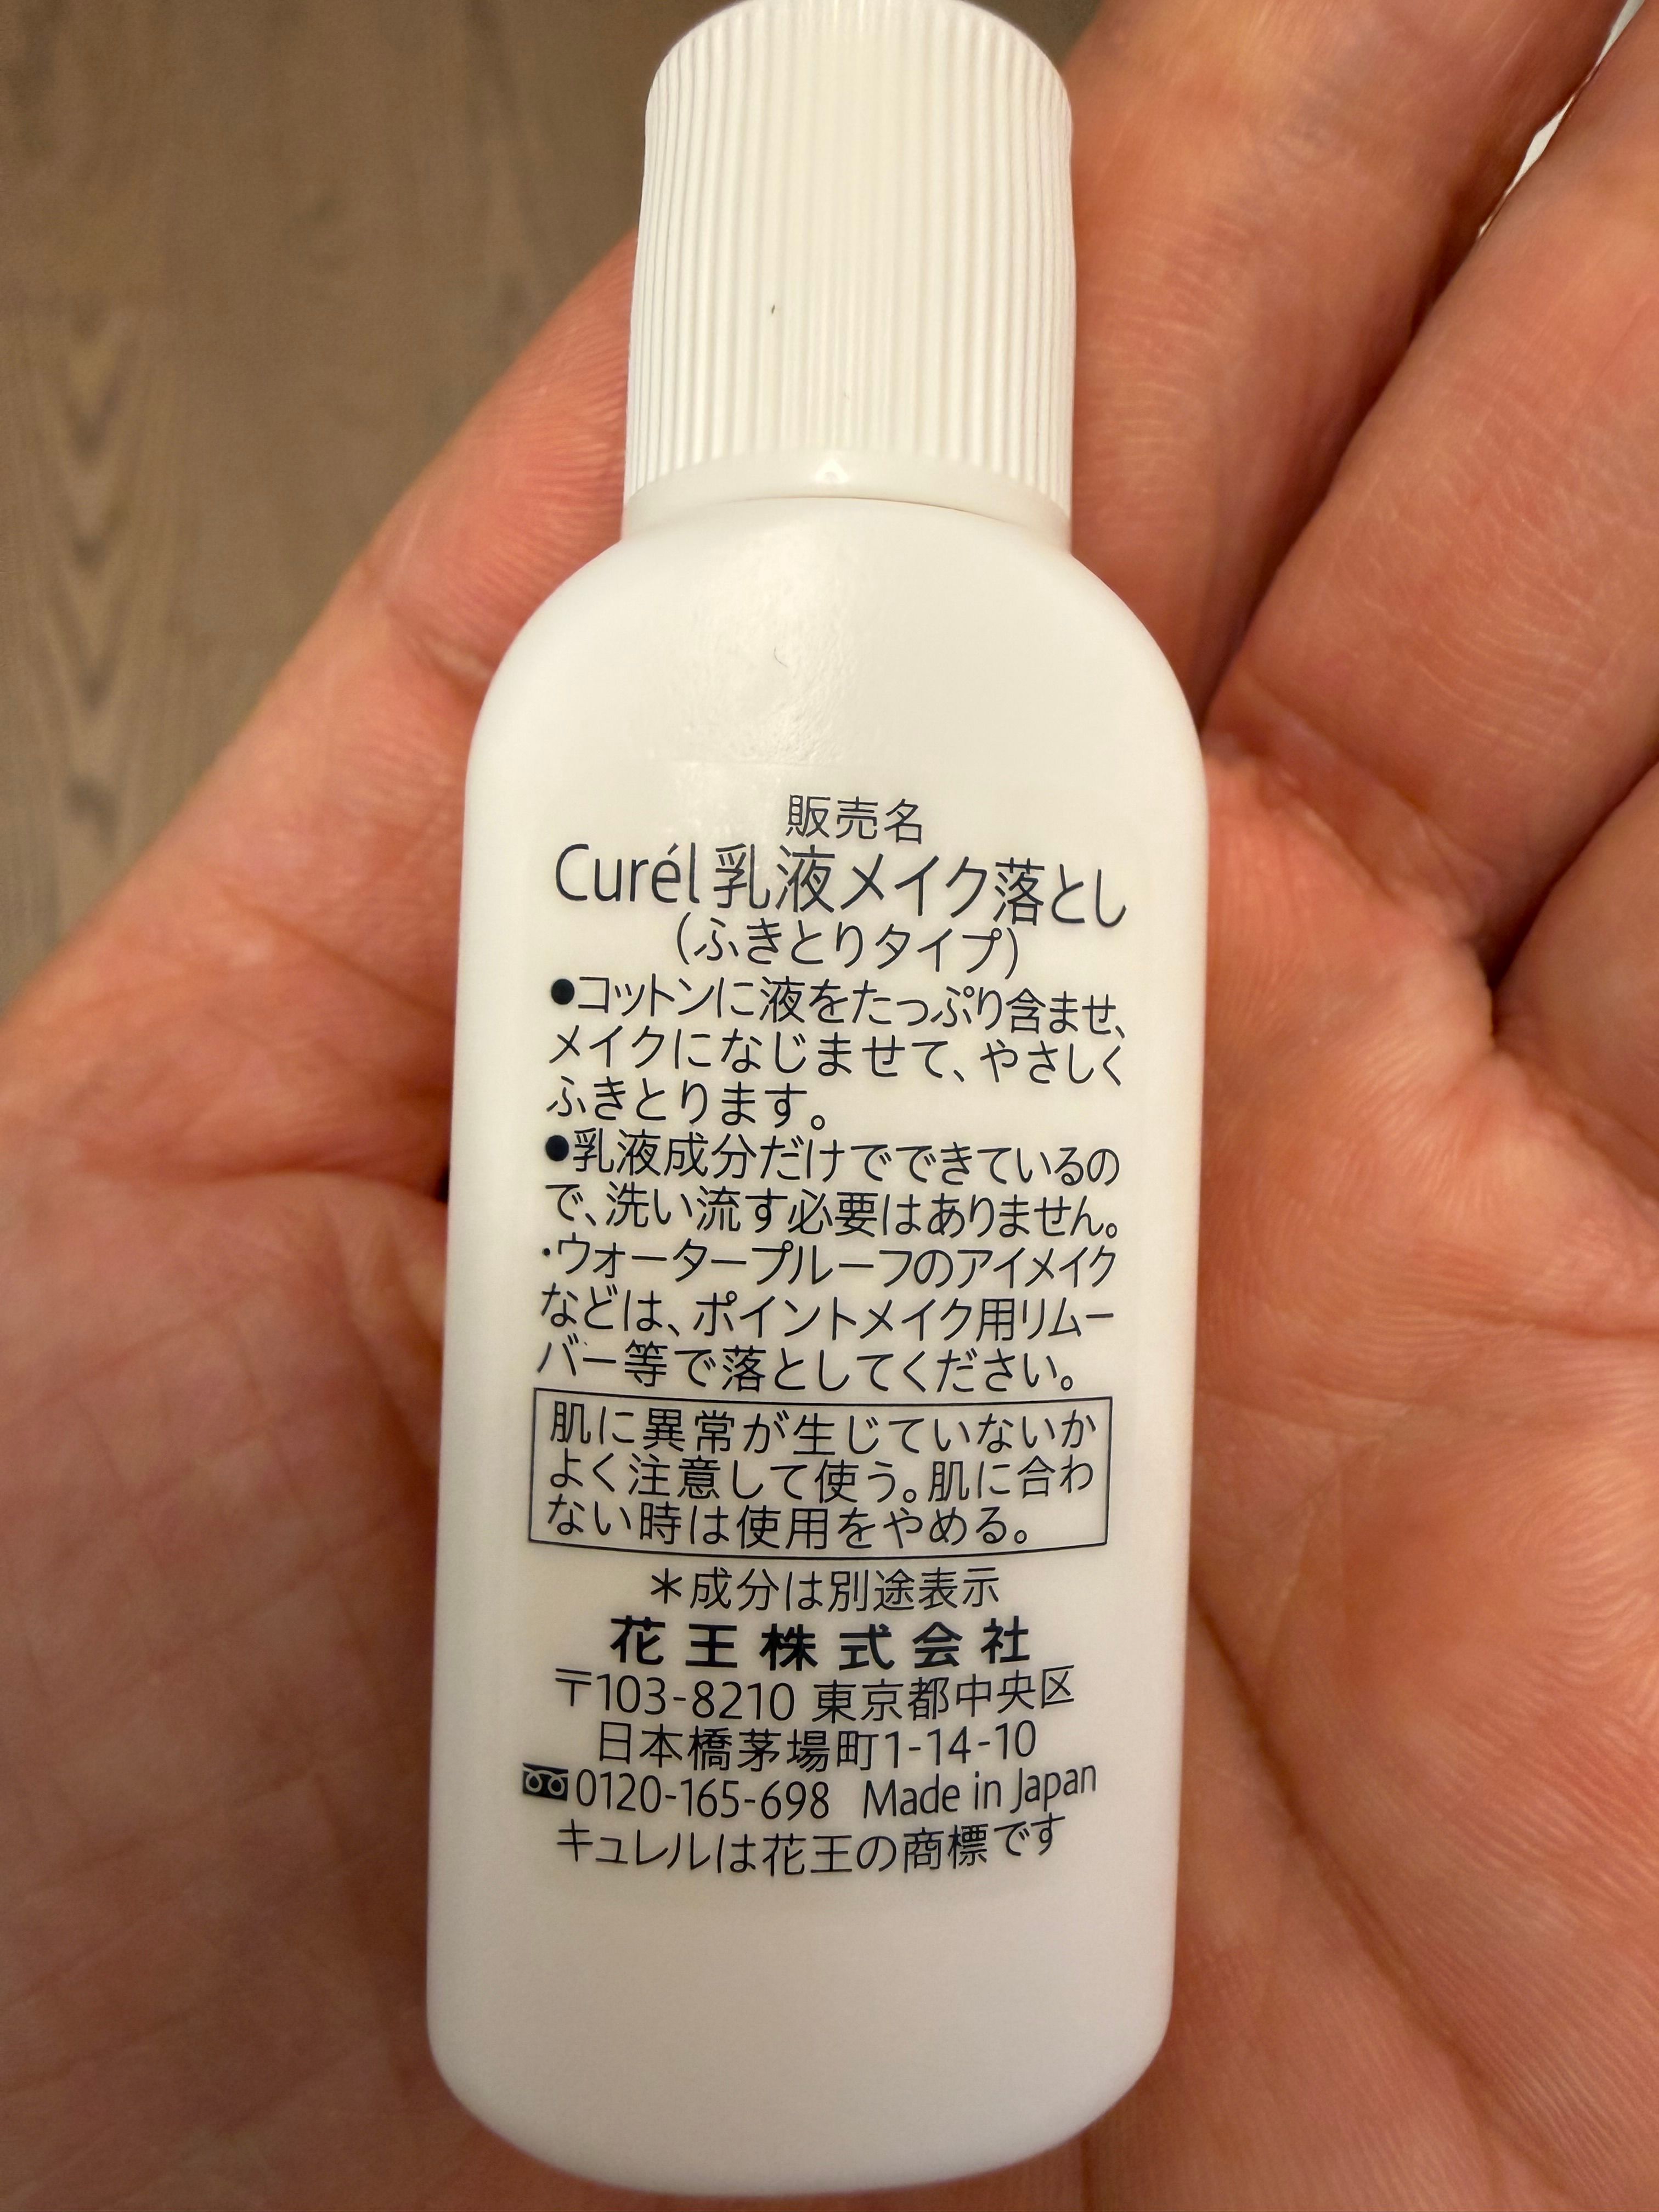 販売名
Curél 乳液メイク落とし
(ふきとりタイプ)
●コットンに液をたっぷり含ませ、
メイクになじませて、やさしく
ふきとります。
●乳液成分だけでできているの
で、洗い流す必要はありません。
・ウォータープルーフのアイメイク
などは、ポイントメイク用リムー
バー等で落としてください。
肌に異常が生じていないか
よく注意して使う。肌に合わ
ない時は使用をやめる。
＊成分は別途表示
花王株式会社
〒103-8210 東京都中央区
日本橋茅場町1-14-10
0120-165-698 Made in Japan
キュレルは花王の商標です